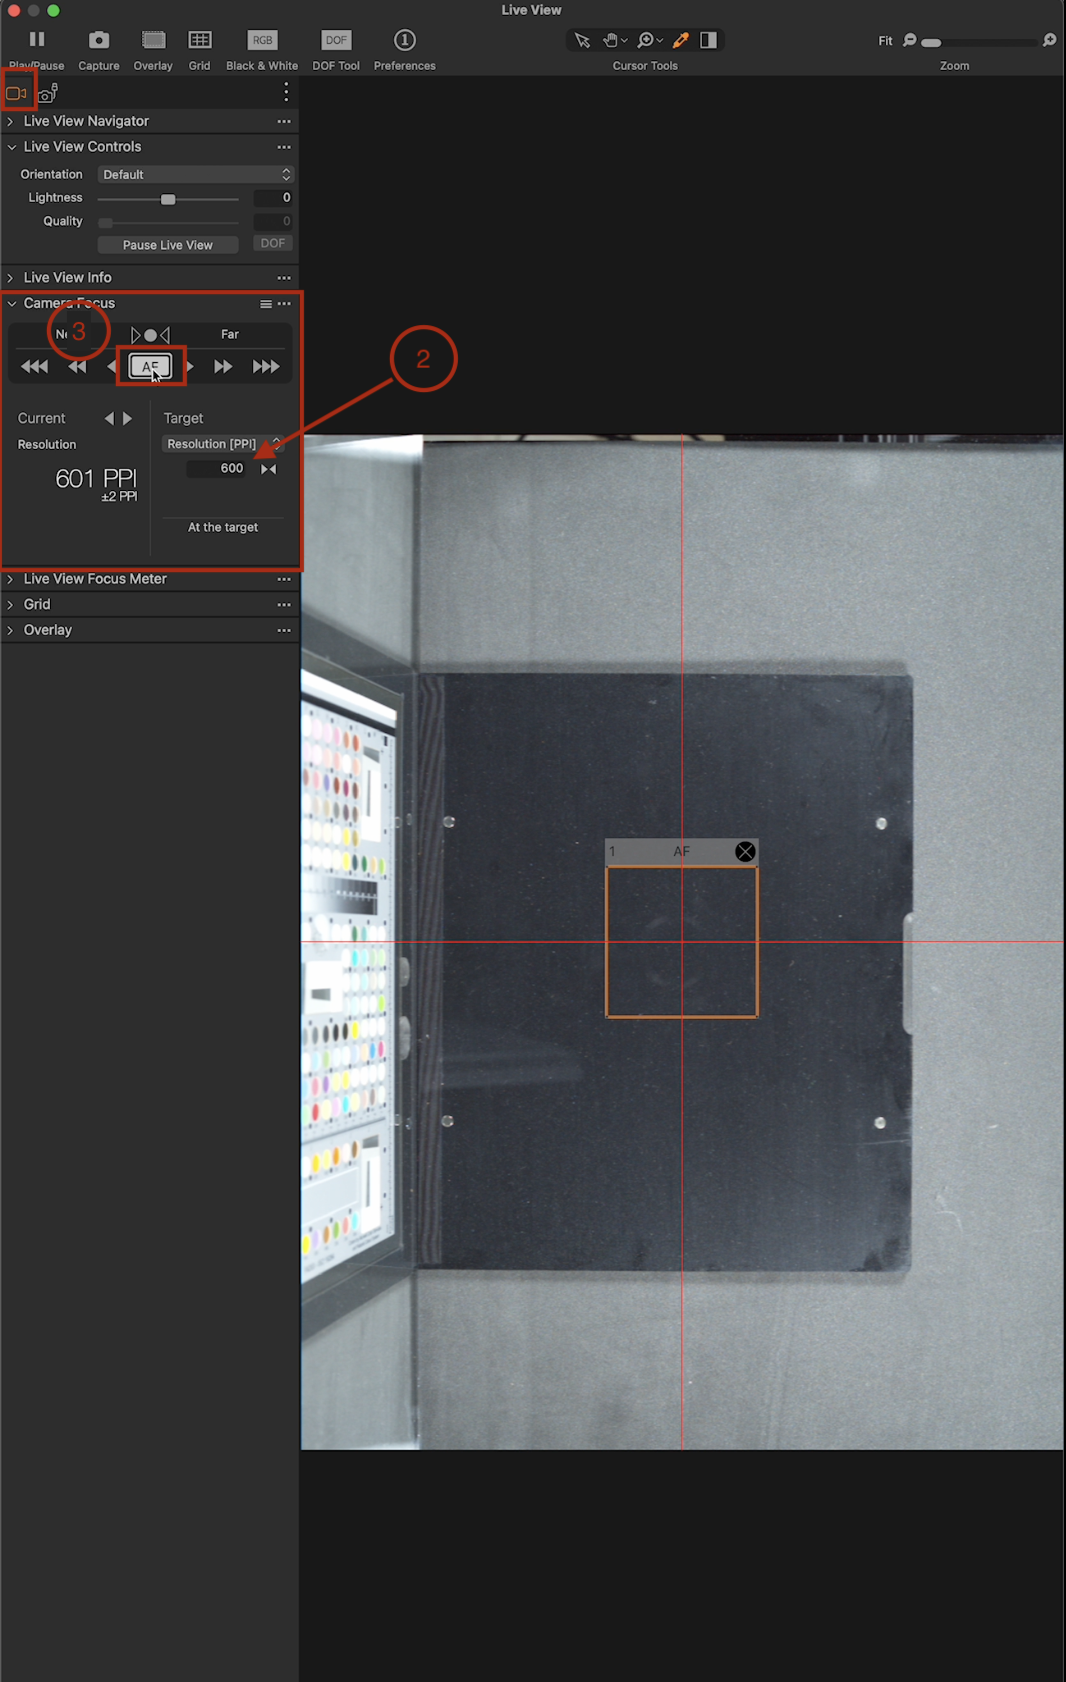 Live View
RGB
DOF
1
Fit
Play/Pause
Capture
Overlay
Grid
Black & White
DOF Tool
Preferences
Cursor Tools
Zoom
Live View Navigator
Live View Controls
Orientation
Default
Lightness
0
Quality
0
Pause Live View
DOF
Live View Info
Camera Focus
3
Far
AF
2
Current
Target
Resolution
Resolution [PPI]
600
601 PPI
±2 PPI
At the target
Live View Focus Meter
Grid
Overlay
1 AF